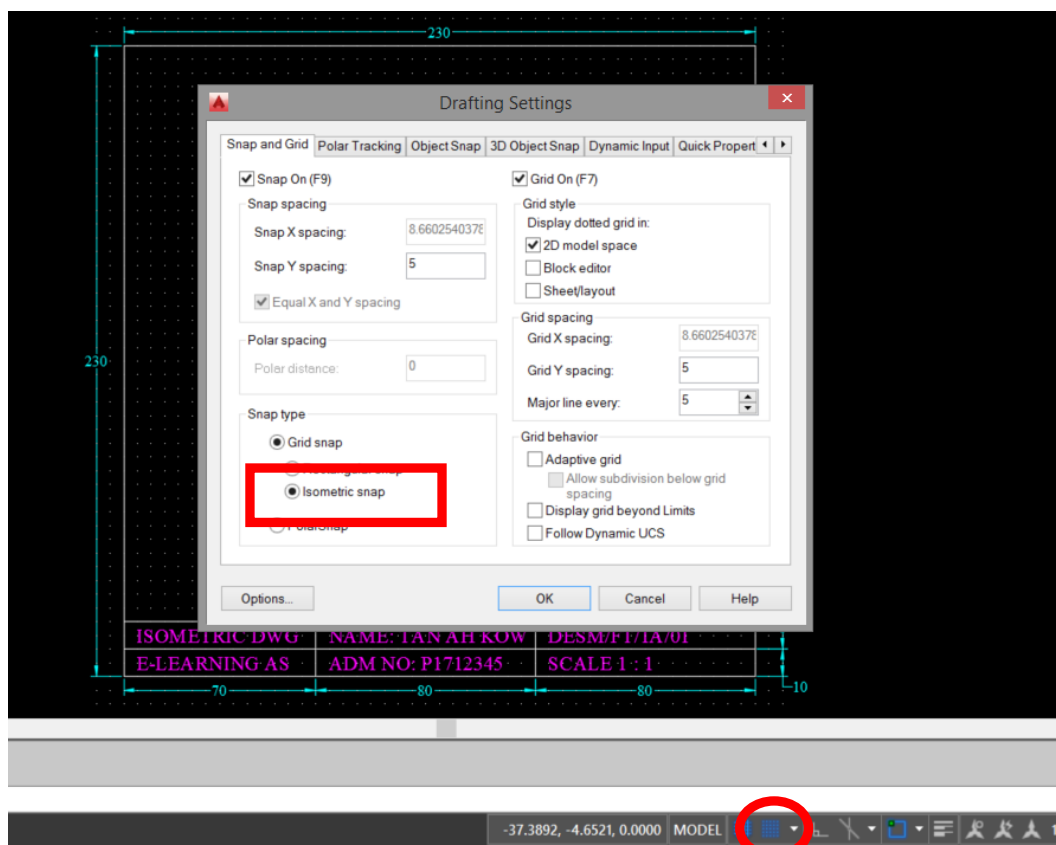 230
Drafting Settings
Snap and Grid Polar Tracking Object Snap 3D Object Snap Dynamic Input Quick Propert
Snap On (F9)
Snap spacing
Snap X spacing: 8.6602540378
Snap Y spacing: 5
Equal X and Y spacing
Polar spacing
Polar distance: 0
Snap type
Grid snap
Isometric snap
PolarSnap
Grid On (F7)
Grid style
Display dotted grid in:
2D model space
Block editor
Sheet/layout
Grid spacing
Grid X spacing: 8.6602540378
Grid Y spacing: 5
Major line every: 5
Grid behavior
Adaptive grid
Allow subdivision below grid
spacing
Display grid beyond Limits
Follow Dynamic UCS
Options...
OK Cancel Help
230
ISOMETRIC DWG NAME: TAN AH KOW DESM/FT/1A/01
E-LEARNING AS ADM NO: P1712345 SCALE 1 : 1
70 80 80 10
-37.3892, -4.6521, 0.0000 MODEL